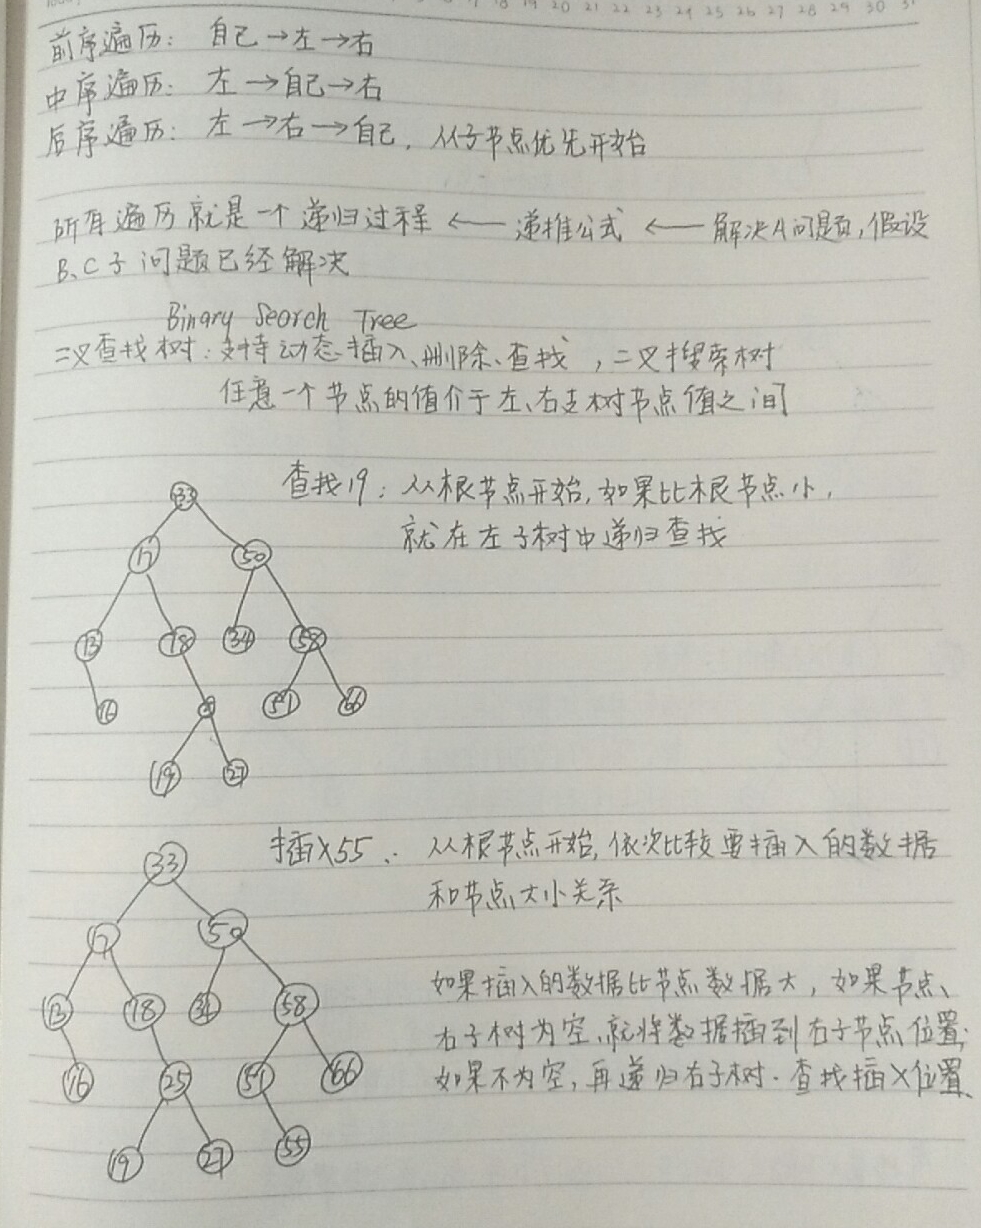 17 18 19 20 21 22 23 24 25 26 27 28 29 30 31
前序遍历: 自己→左→右
中序遍历: 左→自己→右
后序遍历: 左→右→自己, 从子节点优先开始
所有遍历就是一个递归过程 ← 递推公式 ← 解决A问题,假设
B、C子问题已经解决
Binary Search Tree
二叉查找树: 支持动态插入、删除、查找, 二叉搜索树
任意一个节点的值介于左、右支树节点值之间
查找19: 从根节点开始,如果比根节点小,
就在左子树中递归查找
33
17 50
13 18 34 58
16 51 66
19 27
插入55: 从根节点开始,依次比较要插入的数据
和节点大小关系
33
17 50
如果插入的数据比节点数据大, 如果节点、
13 18 34 58
右子树为空、就将数据插到右子节点位置;
16 25 51 66
如果不为空, 再递归右子树. 查找插入位置、
19 27 55